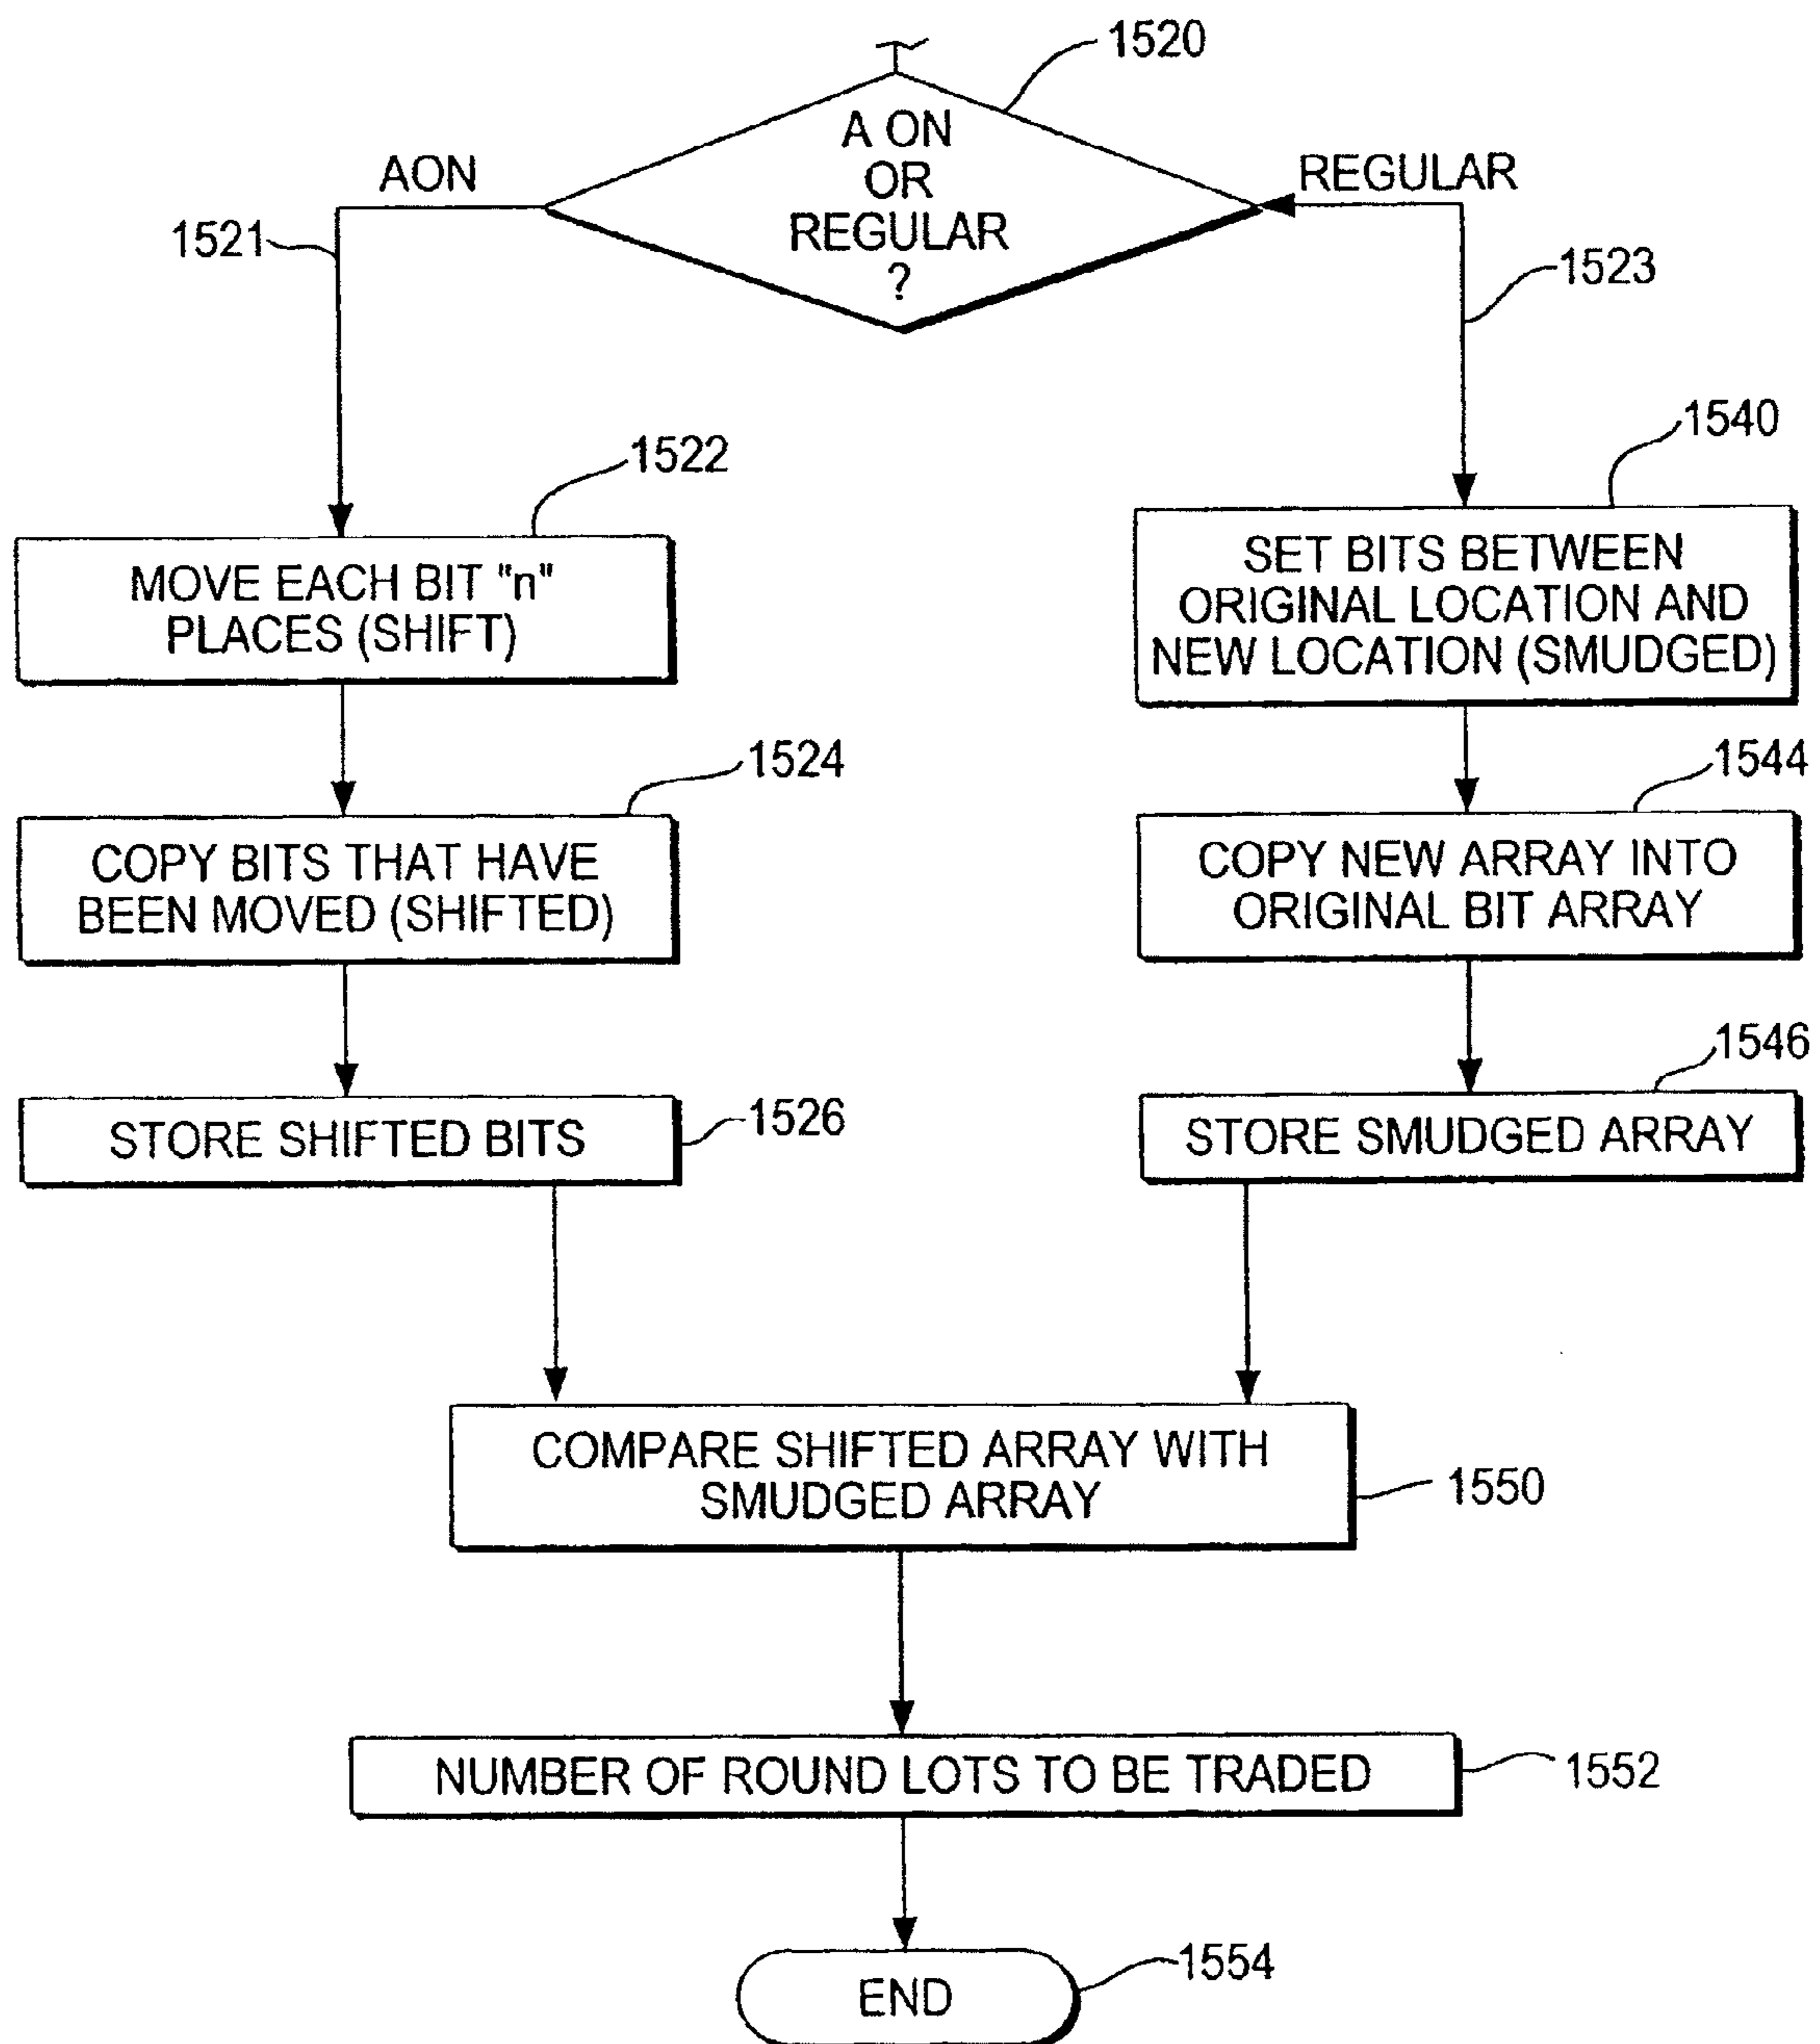 1520
A ON
OR
REGULAR
?
AON
REGULAR
1521
1523
1522
1540
MOVE EACH BIT "n"
PLACES (SHIFT)
SET BITS BETWEEN
ORIGINAL LOCATION AND
NEW LOCATION (SMUDGED)
1524
1544
COPY BITS THAT HAVE
BEEN MOVED (SHIFTED)
COPY NEW ARRAY INTO
ORIGINAL BIT ARRAY
1546
STORE SHIFTED BITS
1526
STORE SMUDGED ARRAY
COMPARE SHIFTED ARRAY WITH
SMUDGED ARRAY
1550
NUMBER OF ROUND LOTS TO BE TRADED
1552
END
1554